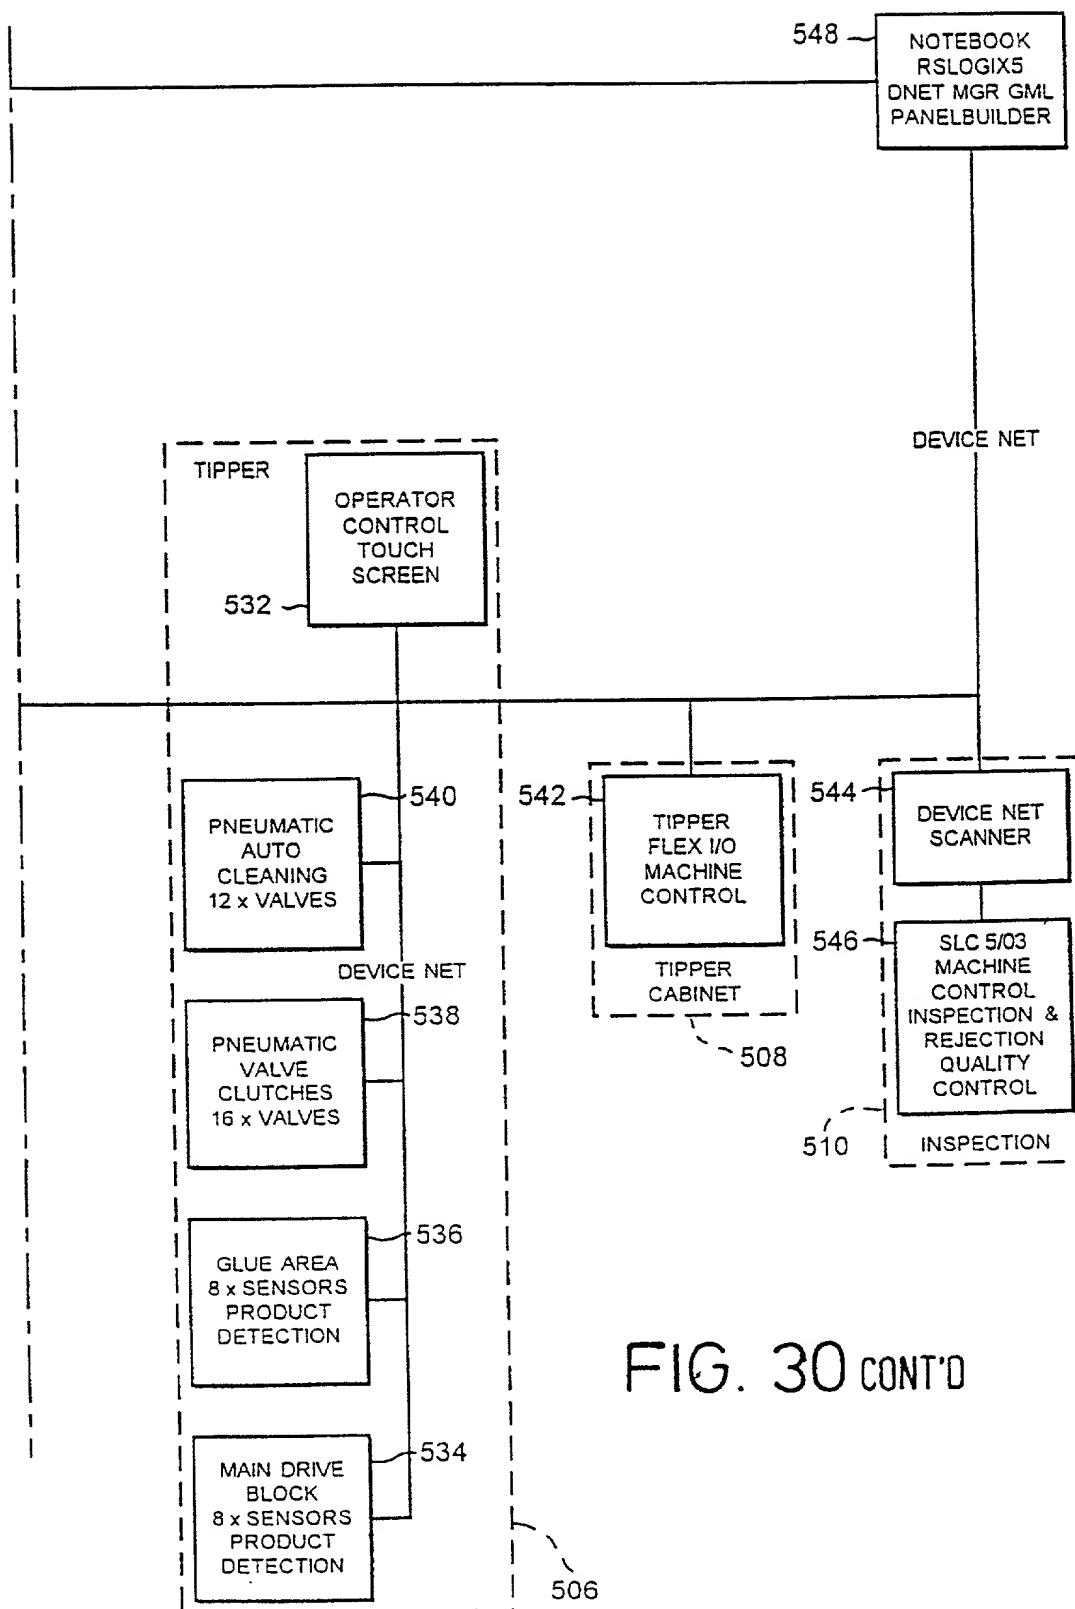 548
NOTEBOOK
RSLOGIX5
DNET MGR GML
PANELBUILDER
DEVICE NET
TIPPER
OPERATOR
CONTROL
TOUCH
SCREEN
532
540
PNEUMATIC
AUTO
CLEANING
12 x VALVES
542
TIPPER
FLEX I/O
MACHINE
CONTROL
TIPPER
CABINET
508
544
DEVICE NET
SCANNER
546
SLC 5/03
MACHINE
CONTROL
INSPECTION &
REJECTION
QUALITY
CONTROL
510
INSPECTION
DEVICE NET
538
PNEUMATIC
VALVE
CLUTCHES
16 x VALVES
536
GLUE AREA
8 x SENSORS
PRODUCT
DETECTION
534
MAIN DRIVE
BLOCK
8 x SENSORS
PRODUCT
DETECTION
506
FIG. 30 CONT'D